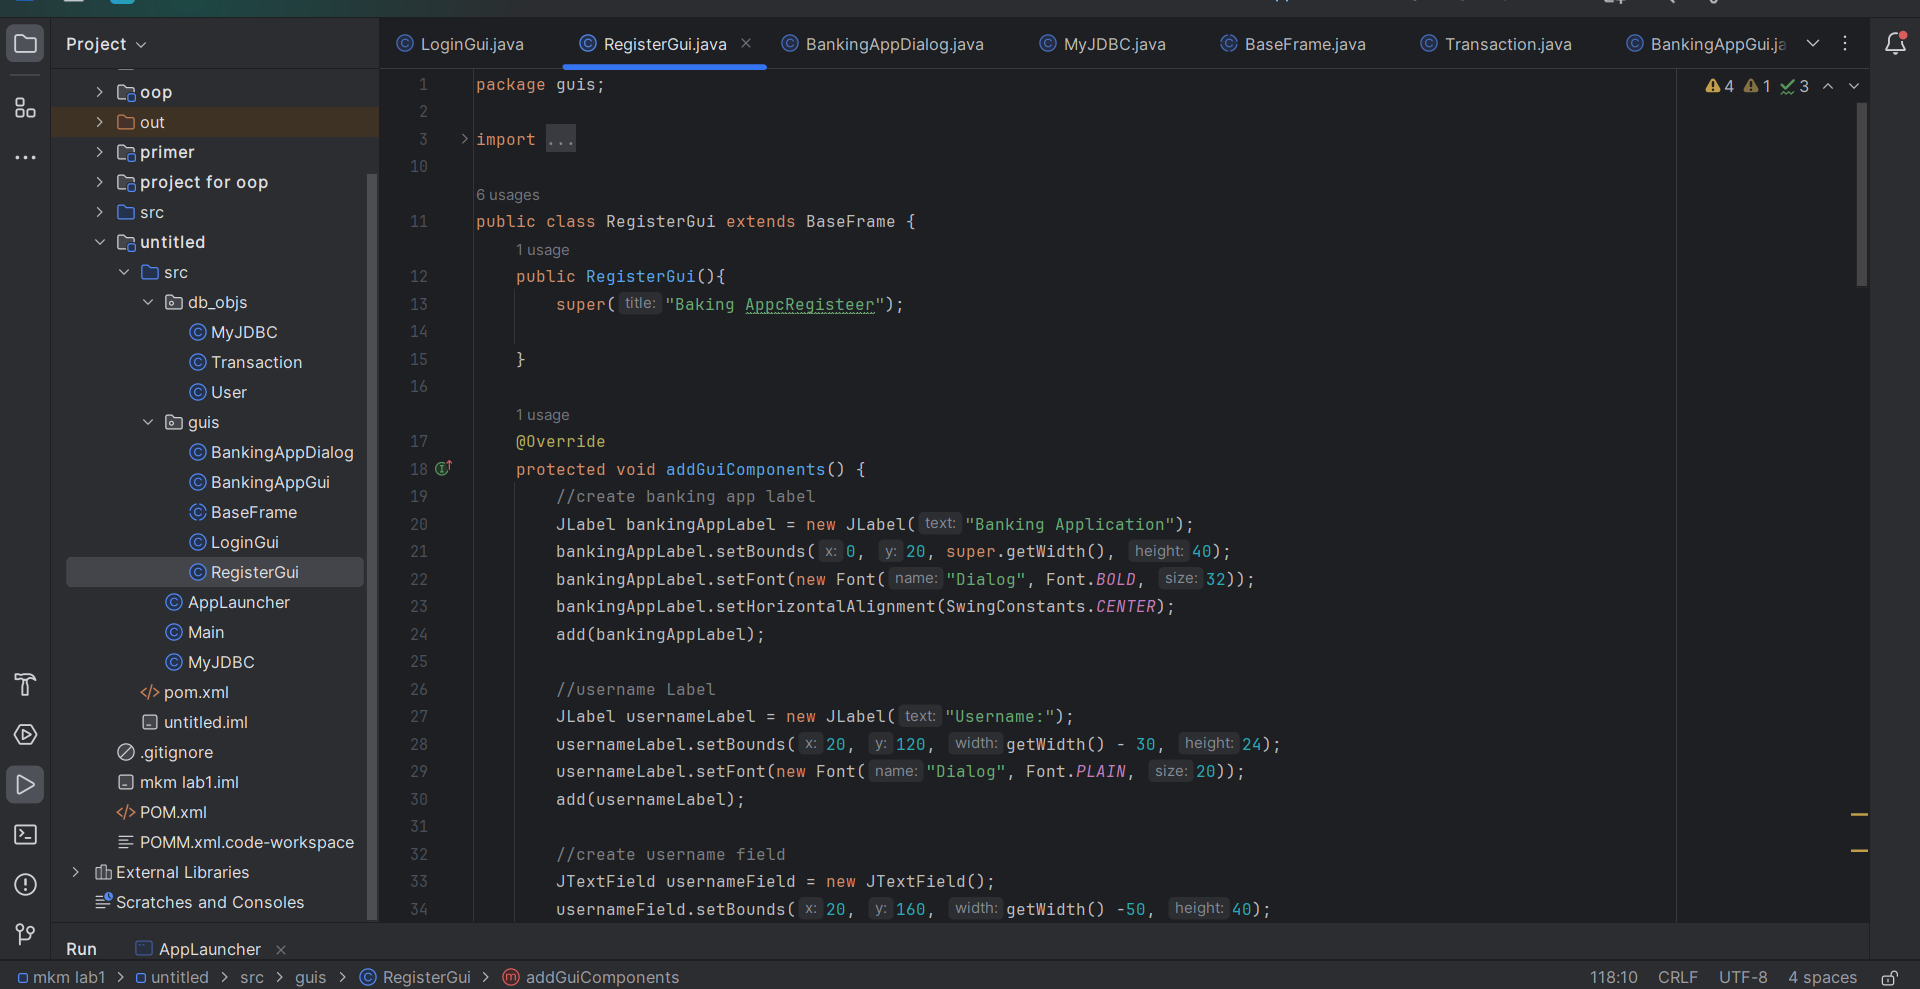 Project
LoginGui.java
RegisterGui.java
BankingAppDialog.java
MyJDBC.java
BaseFrame.java
Transaction.java
BankingAppGui.ja
oop
out
primer
project for oop
src
untitled
src
db_objs
MyJDBC
Transaction
User
guis
BankingAppDialog
BankingAppGui
BaseFrame
LoginGui
RegisterGui
AppLauncher
Main
MyJDBC
pom.xml
untitled.iml
.gitignore
mkm lab1.iml
POM.xml
POMM.xml.code-workspace
External Libraries
Scratches and Consoles
4 1 3
1 package guis;
2
3 import ...
10
6 usages
11 public class RegisterGui extends BaseFrame {
1 usage
12 public RegisterGui(){
13 super( title: "Baking AppcRegisteer");
14
15 }
16
1 usage
17 @Override
18 protected void addGuiComponents() {
19 //create banking app label
20 JLabel bankingAppLabel = new JLabel( text: "Banking Application");
21 bankingAppLabel.setBounds( x: 0, y: 20, super.getWidth(), height: 40);
22 bankingAppLabel.setFont(new Font( name: "Dialog", Font.BOLD, size: 32));
23 bankingAppLabel.setHorizontalAlignment(SwingConstants.CENTER);
24 add(bankingAppLabel);
25
26 //username Label
27 JLabel usernameLabel = new JLabel( text: "Username:");
28 usernameLabel.setBounds( x: 20, y: 120, width: getWidth() - 30, height: 24);
29 usernameLabel.setFont(new Font( name: "Dialog", Font.PLAIN, size: 20));
30 add(usernameLabel);
31
32 //create username field
33 JTextField usernameField = new JTextField();
34 usernameField.setBounds( x: 20, y: 160, width: getWidth() -50, height: 40);
Run AppLauncher
mkm lab1 > untitled > src > guis > RegisterGui > addGuiComponents
118:10 CRLF UTF-8 4 spaces